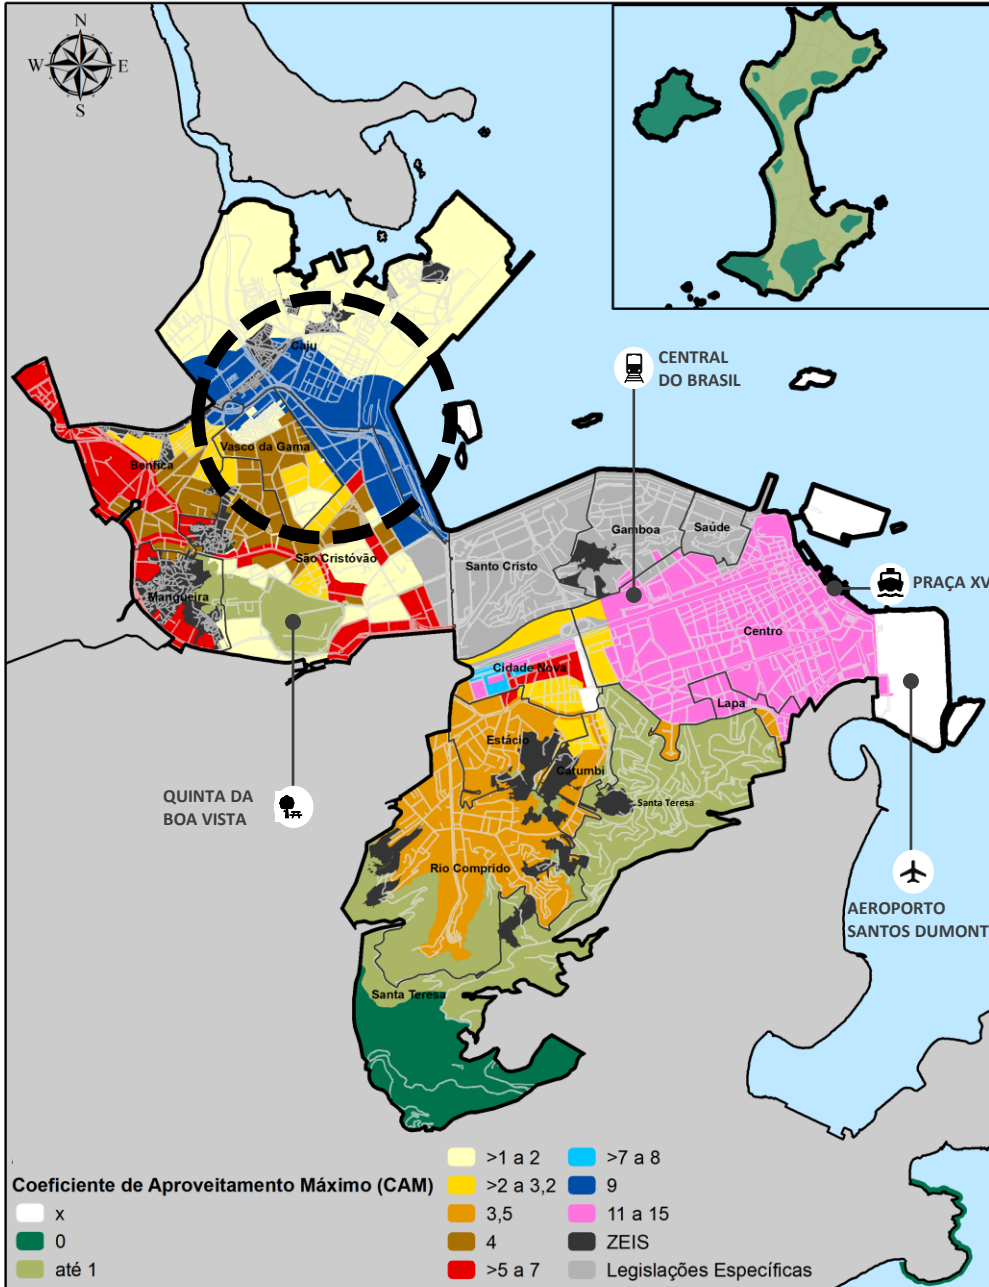 N
W
E
S
CENTRAL
DO BRASIL
Caju
Vasco da Gama
Benfica
Gamboa
Saúde
São Cristóvão
Santo Cristo
PRAÇA XV
Mangueira
Centro
Cidade Nova
Lapa
Estácio
Catumbi
QUINTA DA
BOA VISTA
Santa Teresa
Rio Comprido
AEROPORTO
SANTOS DUMONT
Santa Teresa
Coeficiente de Aproveitamento Máximo (CAM)
x
0
até 1
>1 a 2
>2 a 3,2
3,5
4
>5 a 7
>7 a 8
9
11 a 15
ZEIS
Legislações Específicas